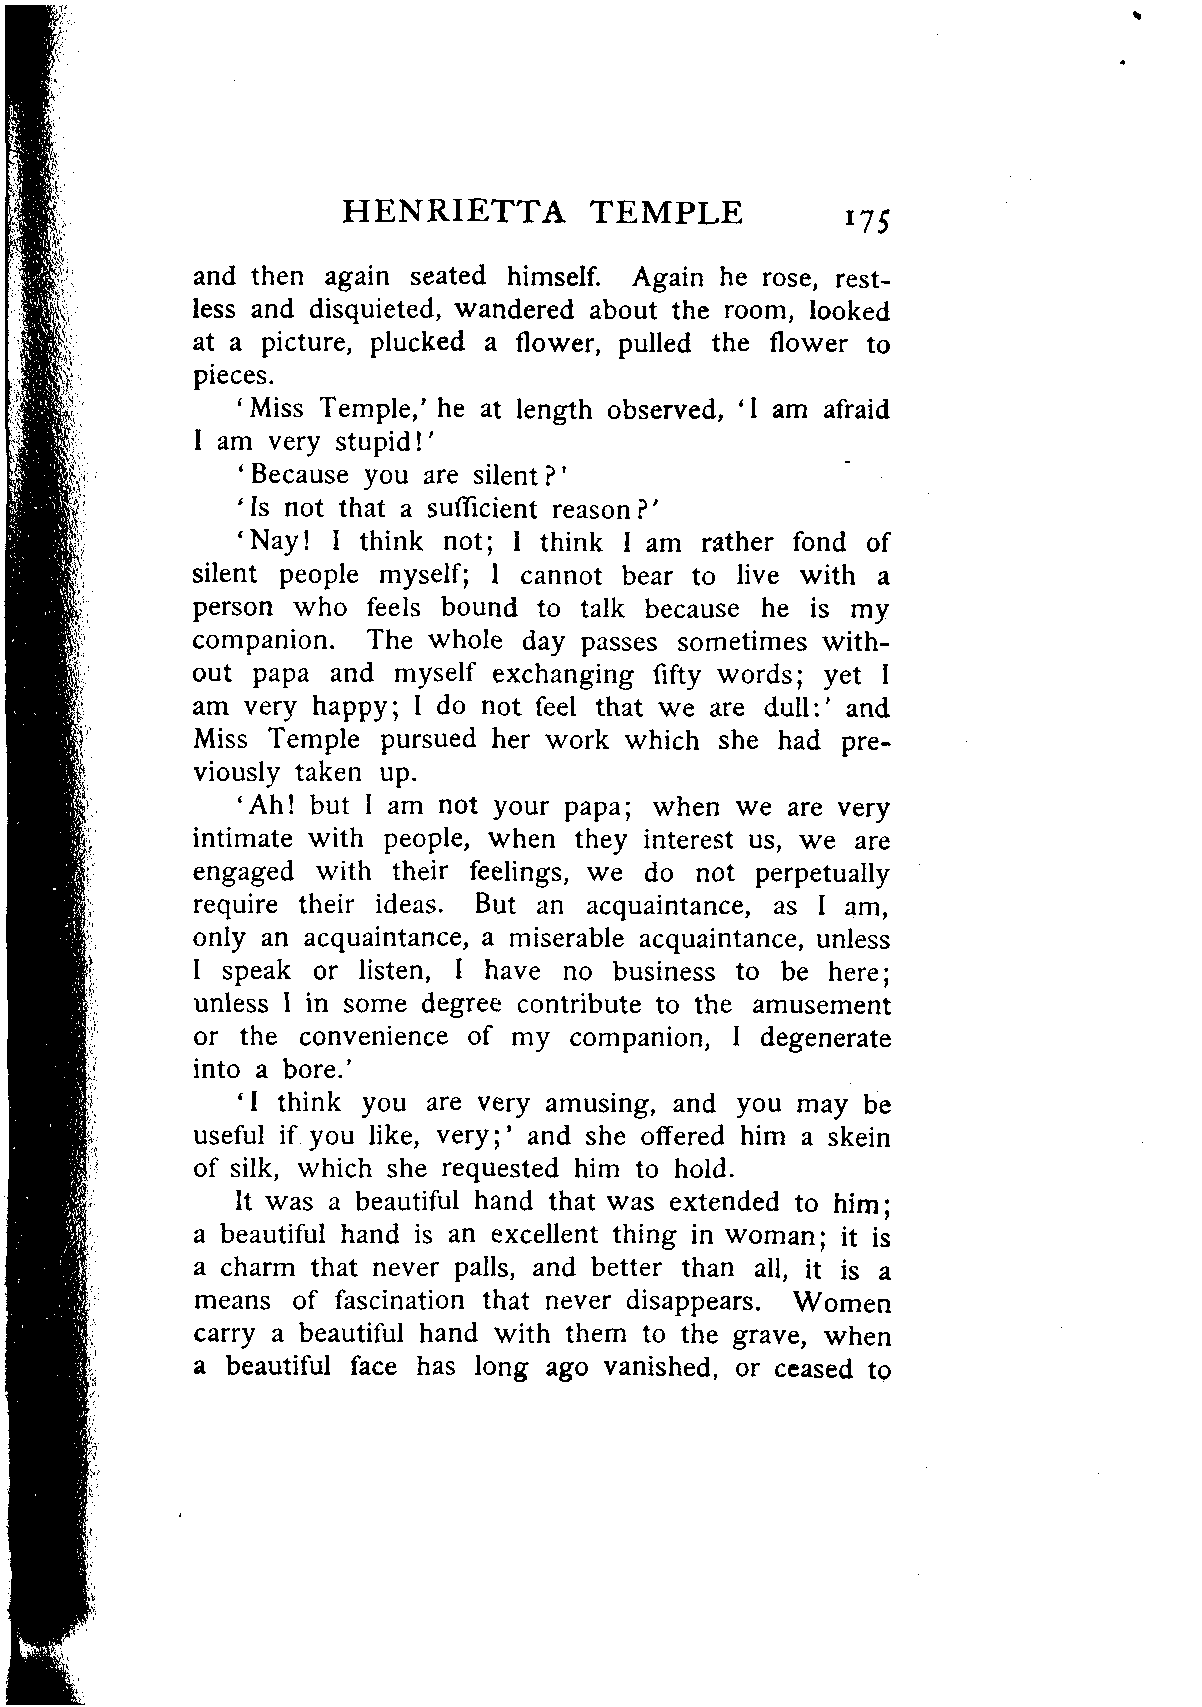 HENRIETTA TEMPLE 175
and then again seated himself. Again he rose, rest-
less and disquieted, wandered about the room, looked
at a picture, plucked a flower, pulled the flower to
pieces.
'Miss Temple,' he at length observed, 'I am afraid
I am very stupid!'
'Because you are silent?'
'Is not that a sufficient reason?'
'Nay! I think not; I think I am rather fond of
silent people myself; I cannot bear to live with a
person who feels bound to talk because he is my
companion. The whole day passes sometimes with-
out papa and myself exchanging fifty words; yet I
am very happy; I do not feel that we are dull:' and
Miss Temple pursued her work which she had pre-
viously taken up.
'Ah! but I am not your papa; when we are very
intimate with people, when they interest us, we are
engaged with their feelings, we do not perpetually
require their ideas. But an acquaintance, as I am,
only an acquaintance, a miserable acquaintance, unless
I speak or listen, I have no business to be here;
unless I in some degree contribute to the amusement
or the convenience of my companion, I degenerate
into a bore.'
'I think you are very amusing, and you may be
useful if you like, very;' and she offered him a skein
of silk, which she requested him to hold.
It was a beautiful hand that was extended to him;
a beautiful hand is an excellent thing in woman; it is
a charm that never palls, and better than all, it is a
means of fascination that never disappears. Women
carry a beautiful hand with them to the grave, when
a beautiful face has long ago vanished, or ceased to